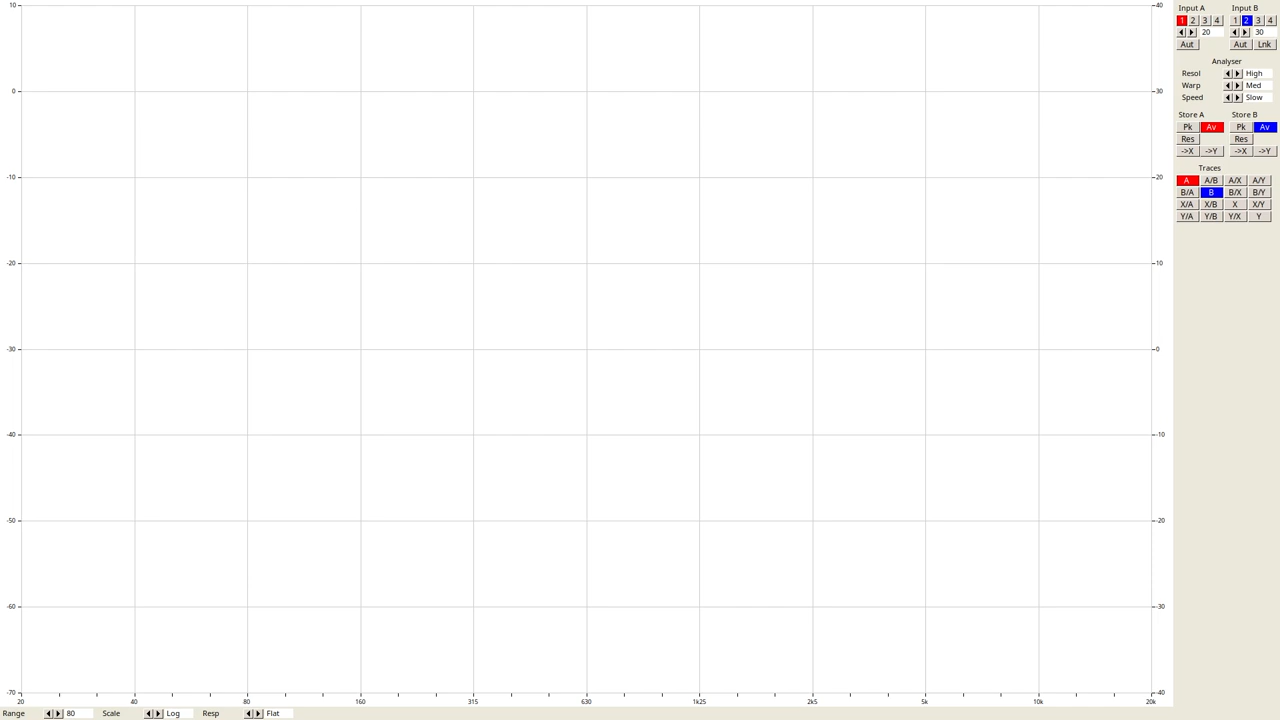 10 40 Input A Input B
1 2 3 4 1 2 3 4
20 30
Aut Aut Lnk
Analyser
Resol High
Warp Med
0 30
Speed Slow
Store A Store B
Pk Av Pk Av
Res Res
->X ->Y ->X ->Y
Traces
-10 20
A A/B A/X A/Y
B/A B B/X B/Y
X/A X/B X X/Y
Y/A Y/B Y/X Y
-20 10
-30 0
-40 -10
-50 -20
-60 -30
-70 -40
20 40 80 160 315 630 1k25 2k5 5k 10k 20k
Range 80 Scale Log Resp Flat